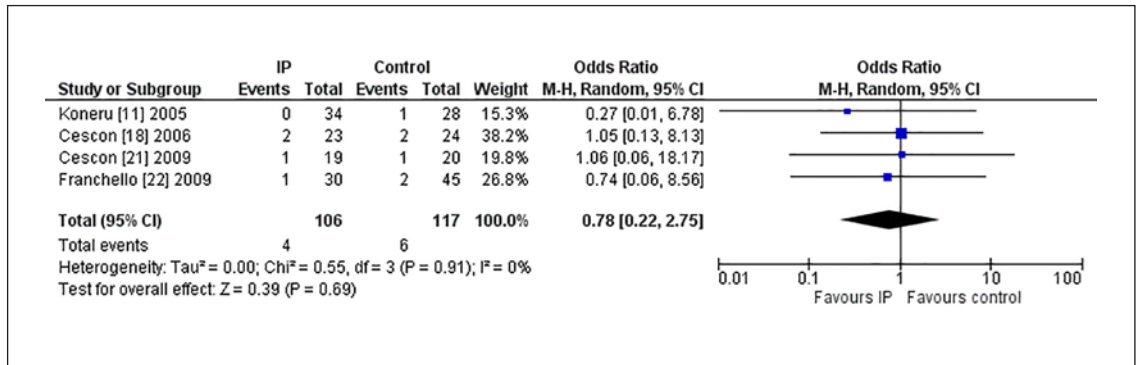 IP Control Odds Ratio Odds Ratio
Study or Subgroup Events Total Events Total Weight M-H, Random, 95% CI M-H, Random, 95% CI
Koneru [11] 2005 0 34 1 28 15.3% 0.27 [0.01, 6.78]
Cescon [18] 2006 2 23 2 24 38.2% 1.05 [0.13, 8.13]
Cescon [21] 2009 1 19 1 20 19.8% 1.06 [0.06, 18.17]
Franchello [22] 2009 1 30 2 45 26.8% 0.74 [0.06, 8.56]
Total (95% CI) 106 117 100.0% 0.78 [0.22, 2.75]
Total events 4 6
Heterogeneity: Tau² = 0.00; Chi² = 0.55, df = 3 (P = 0.91); I² = 0%
Test for overall effect: Z = 0.39 (P = 0.69)
0.01 0.1 1 10 100
Favours IP Favours control